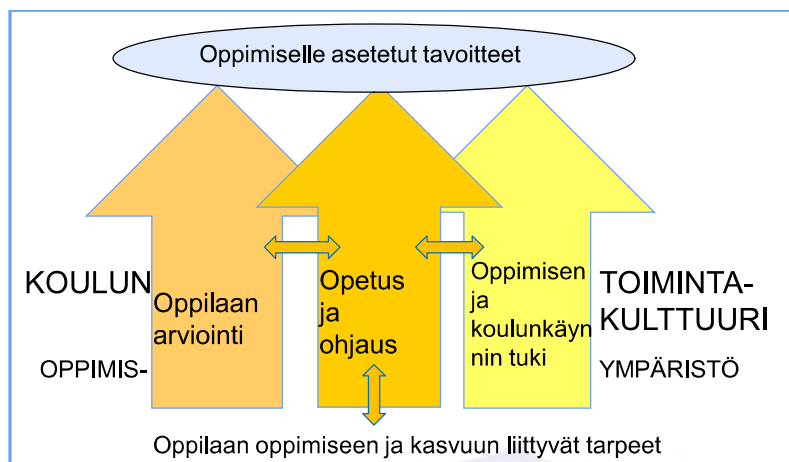 Oppimiselle asetetut tavoitteet
KOULUN
OPPIMIS-
Oppilaan
arviointi
Opetus
ja
ohjaus
Oppimisen
ja
koulunkäyn
nin tuki
TOIMINTA-
KULTTUURI
YMPÄRISTÖ
Oppilaan oppimiseen ja kasvuun liittyvät tarpeet